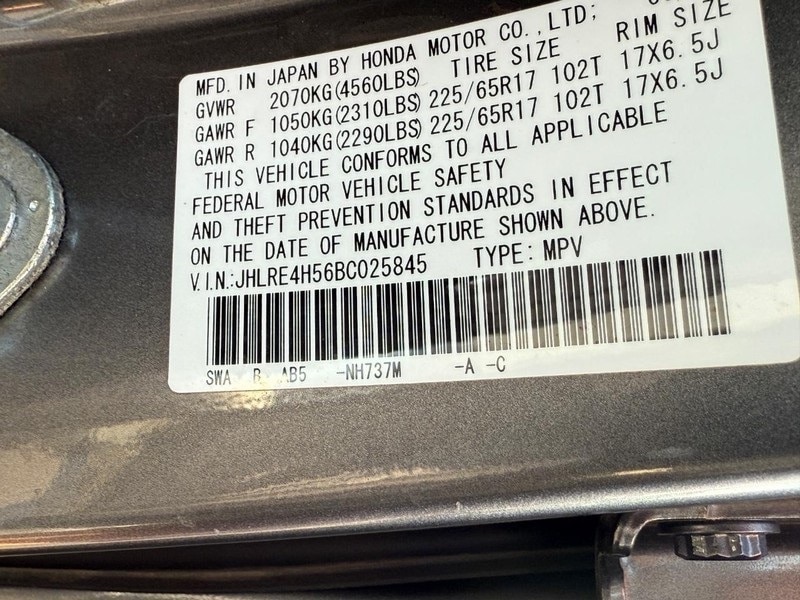 MFD. IN JAPAN BY HONDA MOTOR CO.,LTD;
GVWR 2070KG(4560LBS) TIRE SIZE RIM SIZE
GAWR F 1050KG(2310LBS) 225/65R17 102T 17X6.5J
GAWR R 1040KG(2290LBS) 225/65R17 102T 17X6.5J
THIS VEHICLE CONFORMS TO ALL APPLICABLE
FEDERAL MOTOR VEHICLE SAFETY
AND THEFT PREVENTION STANDARDS IN EFFECT
ON THE DATE OF MANUFACTURE SHOWN ABOVE.
V.I.N.:JHLRE4H56BC025845 TYPE: MPV
SWA B AB5 -NH737M -A -C